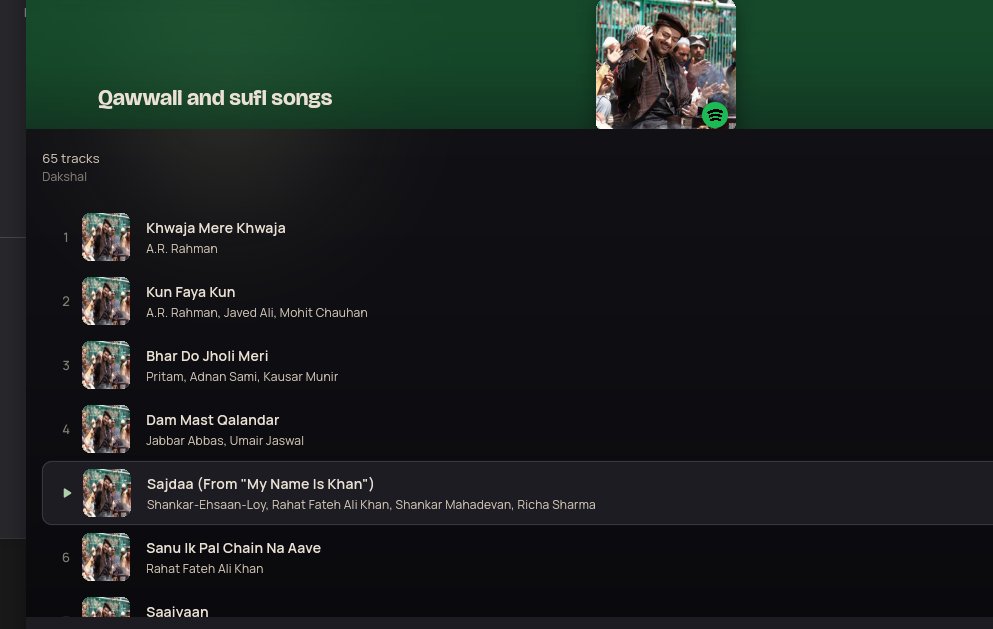 Qawwali and sufi songs
65 tracks
Dakshal
1
Khwaja Mere Khwaja
A.R. Rahman
2
Kun Faya Kun
A.R. Rahman, Javed Ali, Mohit Chauhan
3
Bhar Do Jholi Meri
Pritam, Adnan Sami, Kausar Munir
4
Dam Mast Qalandar
Jabbar Abbas, Umair Jaswal
Sajdaa (From "My Name Is Khan")
Shankar-Ehsaan-Loy, Rahat Fateh Ali Khan, Shankar Mahadevan, Richa Sharma
6
Sanu Ik Pal Chain Na Aave
Rahat Fateh Ali Khan
Saaiyaan